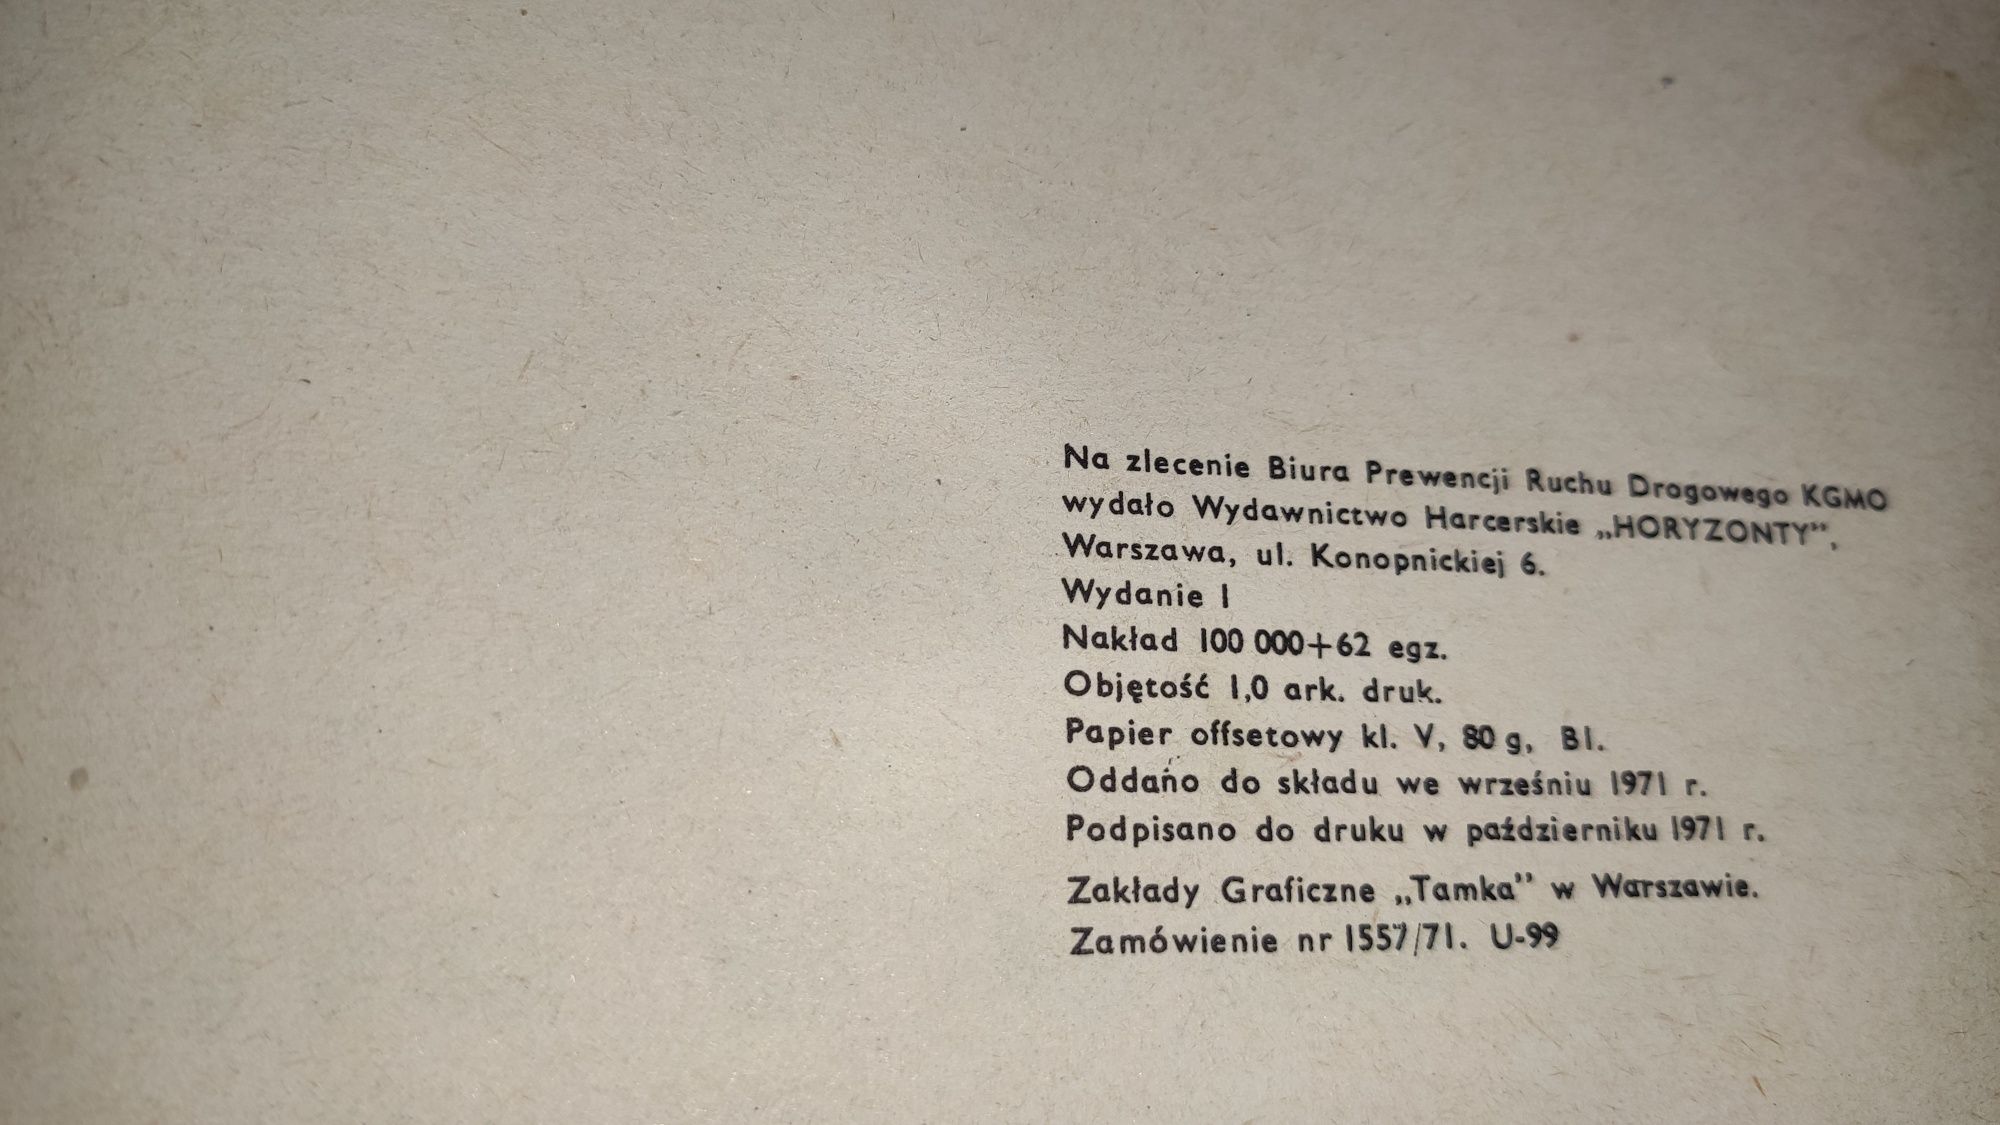 Na zlecenie Biura Prewencji Ruchu Drogowego KGMO
wydało Wydawnictwo Harcerskie „HORYZONTY”,
Warszawa, ul. Konopnickiej 6.
Wydanie I
Nakład 100 000+62 egz.
Objętość 1,0 ark. druk.
Papier offsetowy kl. V, 80 g, B1.
Oddano do składu we wrześniu 1971 r.
Podpisano do druku w październiku 1971 r.
Zakłady Graficzne „Tamka” w Warszawie.
Zamówienie nr 1557/71. U-99